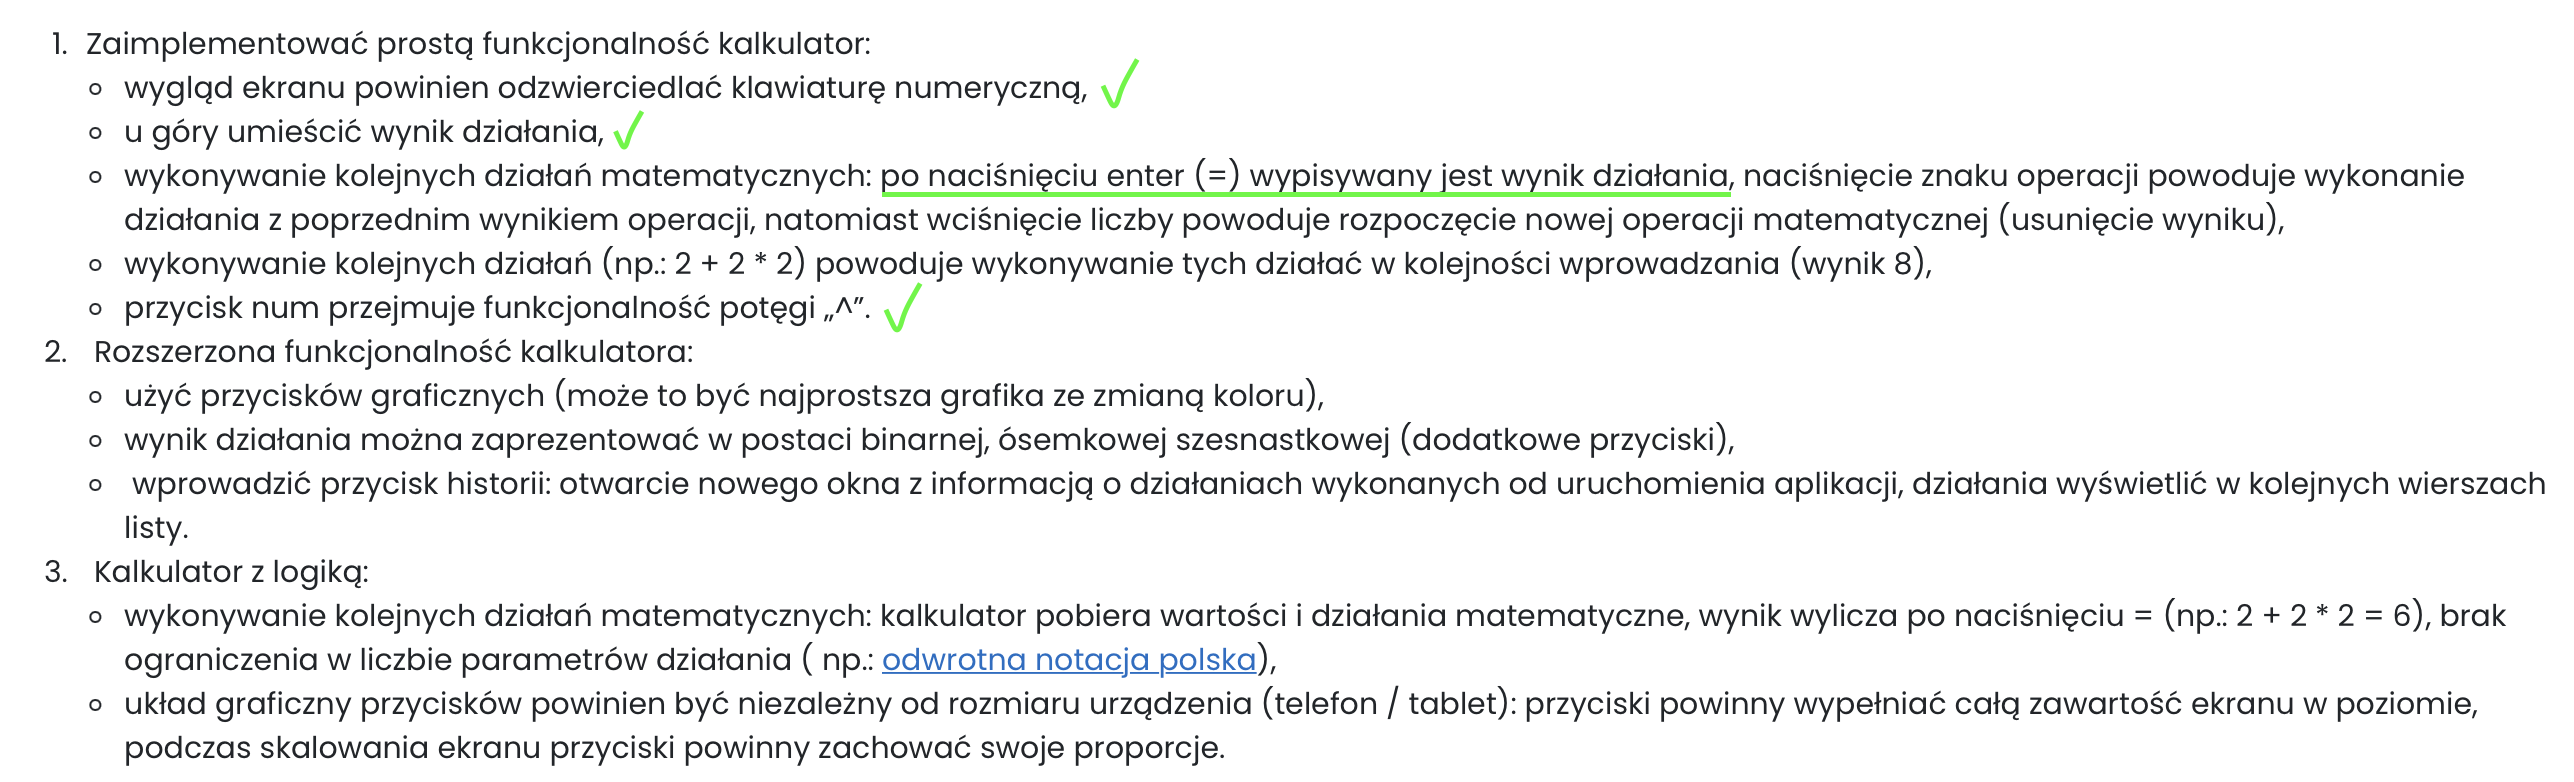 1. Zaimplementować prostą funkcjonalność kalkulator:
○ wygląd ekranu powinien odzwierciedlać klawiaturę numeryczną,
○ u góry umieścić wynik działania,
○ wykonywanie kolejnych działań matematycznych: po naciśnięciu enter (=) wypisywany jest wynik działania, naciśnięcie znaku operacji powoduje wykonanie
działania z poprzednim wynikiem operacji, natomiast wciśnięcie liczby powoduje rozpoczęcie nowej operacji matematycznej (usunięcie wyniku),
○ wykonywanie kolejnych działań (np.: 2 + 2 * 2) powoduje wykonywanie tych działać w kolejności wprowadzania (wynik 8),
○ przycisk num przejmuje funkcjonalność potęgi „^”.
2. Rozszerzona funkcjonalność kalkulatora:
○ użyć przycisków graficznych (może to być najprostsza grafika ze zmianą koloru),
○ wynik działania można zaprezentować w postaci binarnej, ósemkowej szesnastkowej (dodatkowe przyciski),
○ wprowadzić przycisk historii: otwarcie nowego okna z informacją o działaniach wykonanych od uruchomienia aplikacji, działania wyświetlić w kolejnych wierszach
listy.
3. Kalkulator z logiką:
○ wykonywanie kolejnych działań matematycznych: kalkulator pobiera wartości i działania matematyczne, wynik wylicza po naciśnięciu = (np.: 2 + 2 * 2 = 6), brak
ograniczenia w liczbie parametrów działania ( np.: odwrotna notacja polska),
○ układ graficzny przycisków powinien być niezależny od rozmiaru urządzenia (telefon / tablet): przyciski powinny wypełniać całą zawartość ekranu w poziomie,
podczas skalowania ekranu przyciski powinny zachować swoje proporcje.